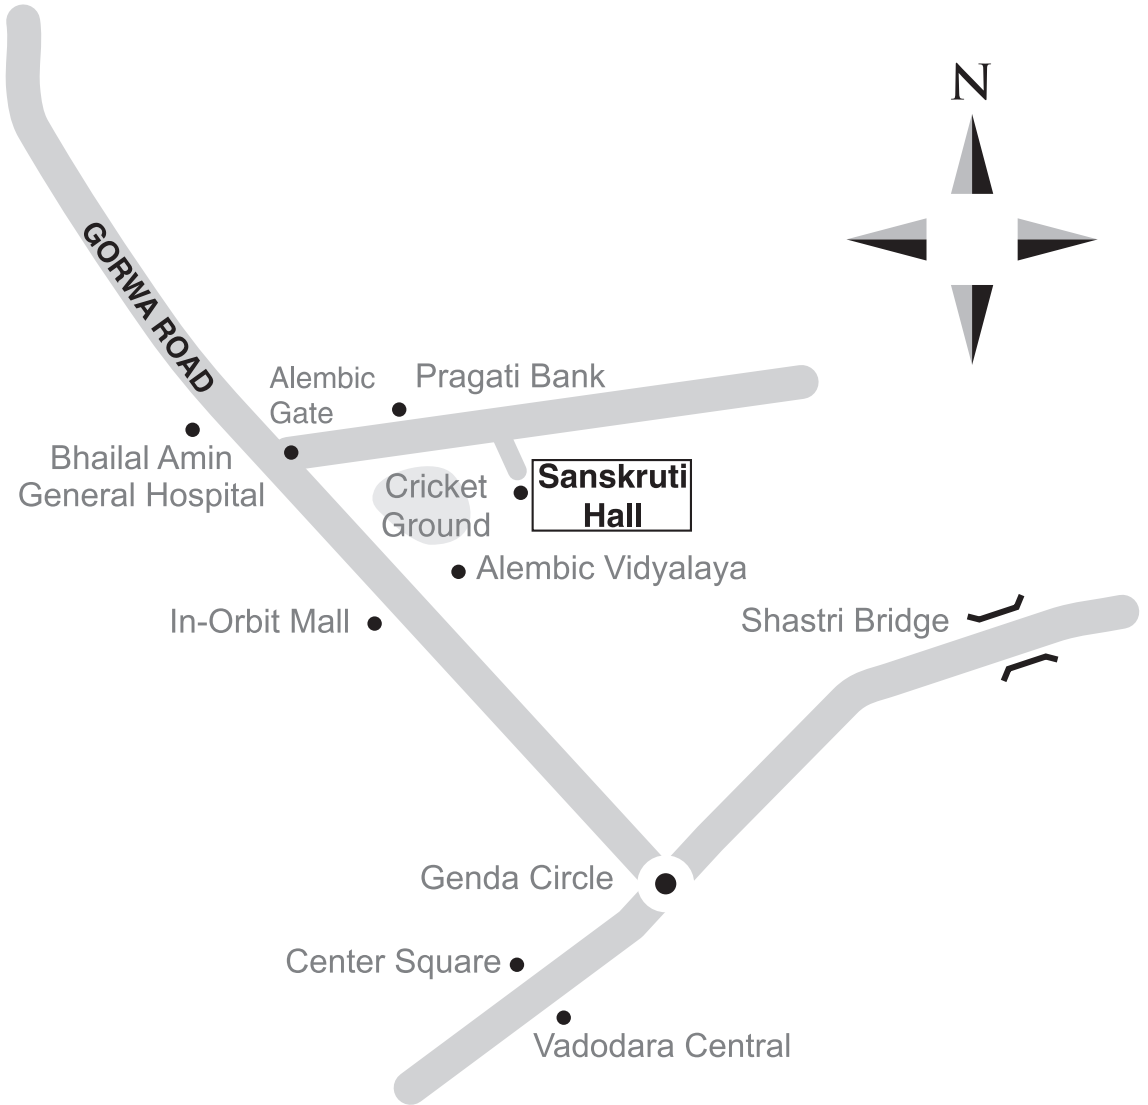 N
GORWA ROAD
Alembic
Gate
Pragati Bank
Bhailal Amin
General Hospital
Cricket
Ground
Sanskruti
Hall
Alembic Vidyalaya
In-Orbit Mall
Shastri Bridge
Genda Circle
Center Square
Vadodara Central